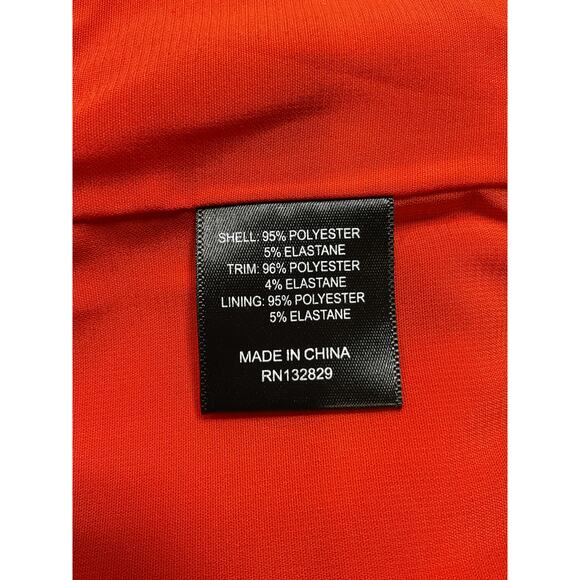 SHELL: 95% POLYESTER
5% ELASTANE
TRIM: 96% POLYESTER
4% ELASTANE
LINING: 95% POLYESTER
5% ELASTANE
MADE IN CHINA
RN132829